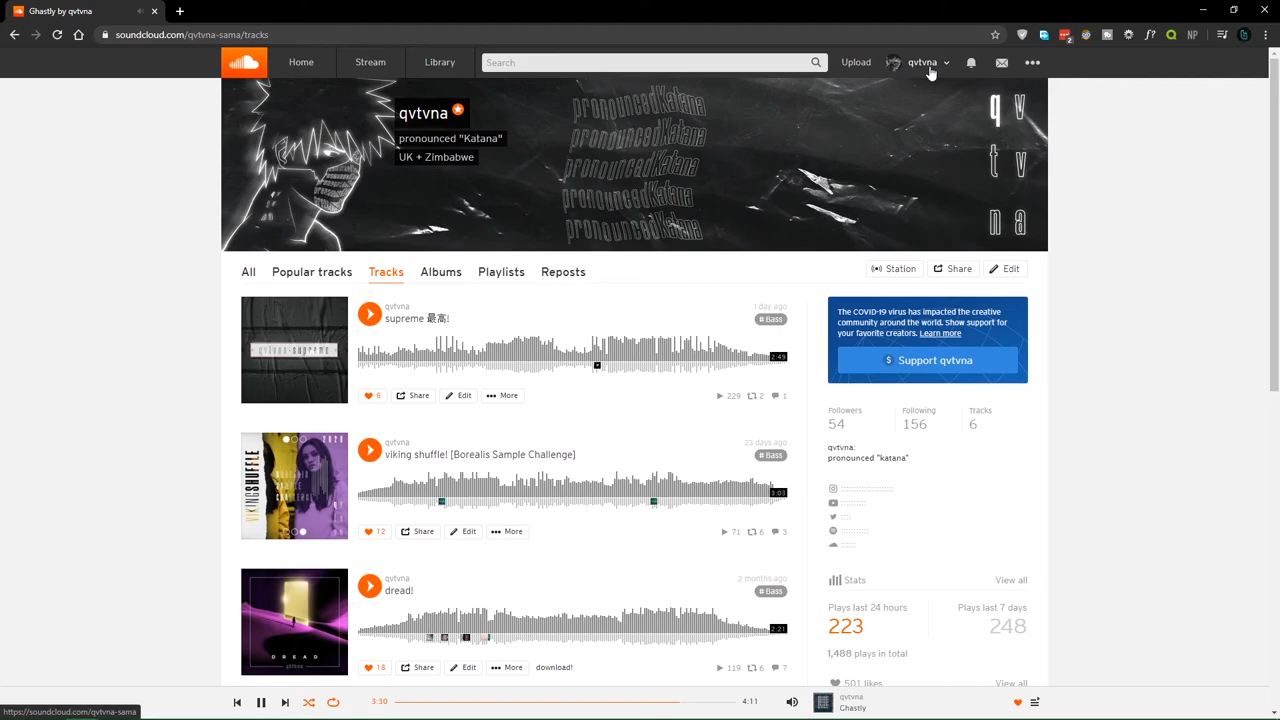 Ghastly by qvtvna
soundcloud.com/qvtvna-sama/tracks
Home
Stream
Library
Search
Upload
qvtvna
qvtvna
pronounced "Katana"
UK + Zimbabwe
pronouncedKatana
pronouncedKatana
pronouncedKatana
pronouncedKatana
pronouncedKatana
q v
t v
n a
All
Popular tracks
Tracks
Albums
Playlists
Reposts
Station
Share
Edit
qvtvna
1 day ago
supreme 最高!
# Bass
qvtvna-supreme
2:49
6
Share
Edit
More
229
2
1
qvtvna
23 days ago
viking shuffle! [Borealis Sample Challenge]
# Bass
2020
VIKINGSHUFFLE
3:03
12
Share
Edit
More
71
6
3
qvtvna
2 months ago
dread!
# Bass
DREAD
2:21
18
Share
Edit
More
download!
119
6
7
The COVID-19 virus has impacted the creative
community around the world. Show support for
your favorite creators. Learn more
Support qvtvna
Followers
54
Following
156
Tracks
6
qvtvna:
pronounced "katana"
Stats
View all
Plays last 24 hours
223
Plays last 7 days
248
1,488 plays in total
501 likes
View all
3:30
4:11
qvtvna
Ghastly
https://soundcloud.com/qvtvna-sama